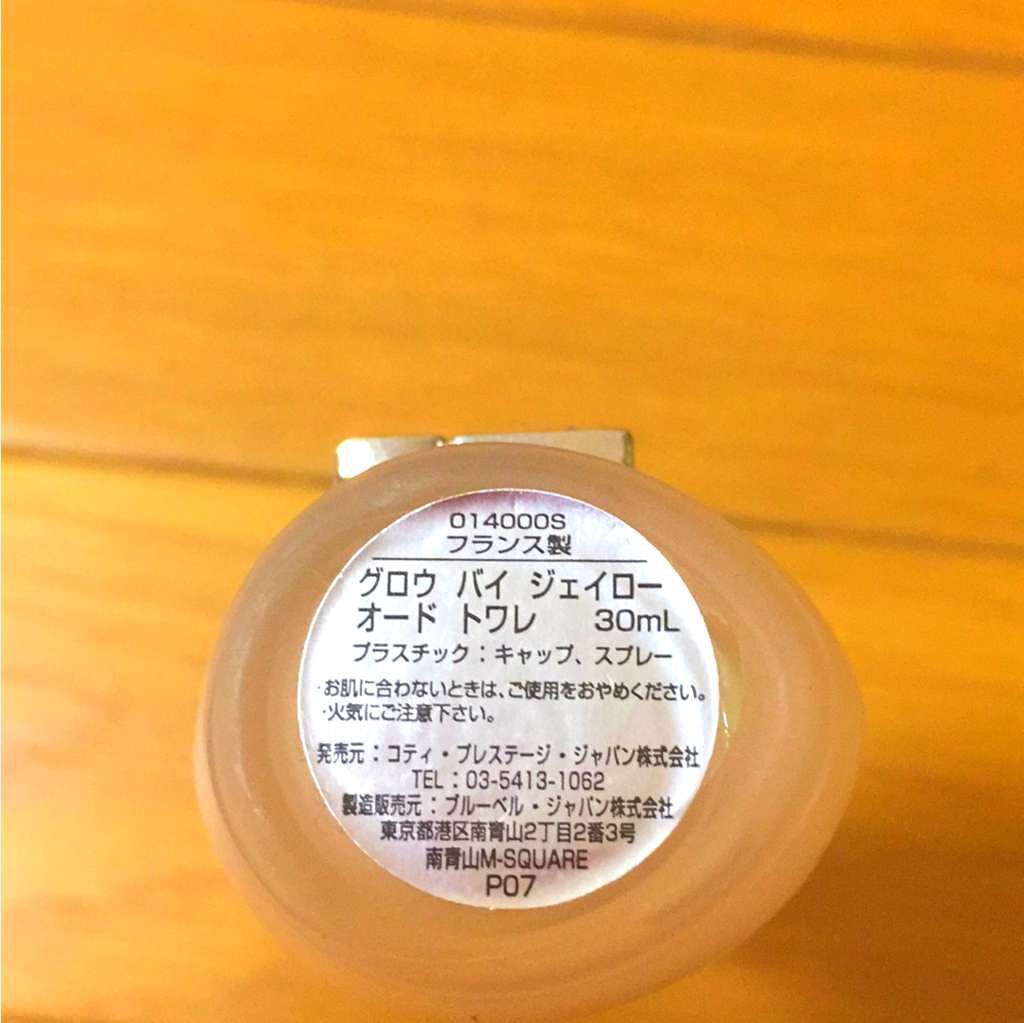 014000S
フランス製
グロウ バイ ジェイロー
オード トワレ 30mL
プラスチック：キャップ、スプレー
・お肌に合わないときは、ご使用をおやめください。
・火気にご注意下さい。
発売元：コティ・プレステージ・ジャパン株式会社
TEL：03-5413-1062
製造販売元：ブルーベル・ジャパン株式会社
東京都港区南青山2丁目2番3号
南青山M-SQUARE
P07